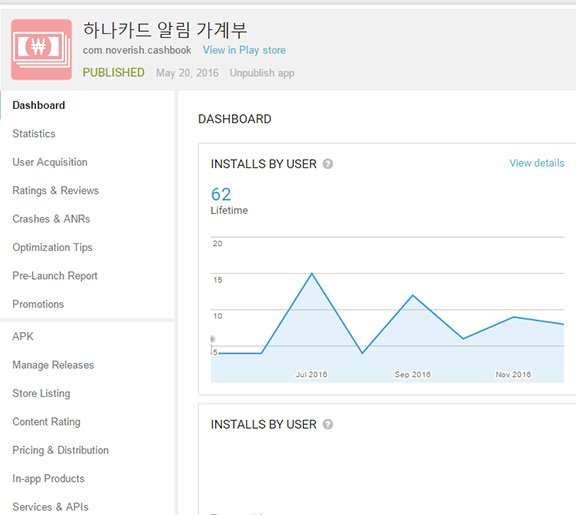 하나카드 알림 가계부
com.noverish.cashbook View in Play store
PUBLISHED May 20, 2016 Unpublish app
Dashboard
Statistics
User Acquisition
Ratings & Reviews
Crashes & ANRs
Optimization Tips
Pre-Launch Report
Promotions
APK
Manage Releases
Store Listing
Content Rating
Pricing & Distribution
In-app Products
Services & APIs
DASHBOARD
INSTALLS BY USER ?
View details
62
Lifetime
20
15
10
5
Jul 2016 Sep 2016 Nov 2016
INSTALLS BY USER ?